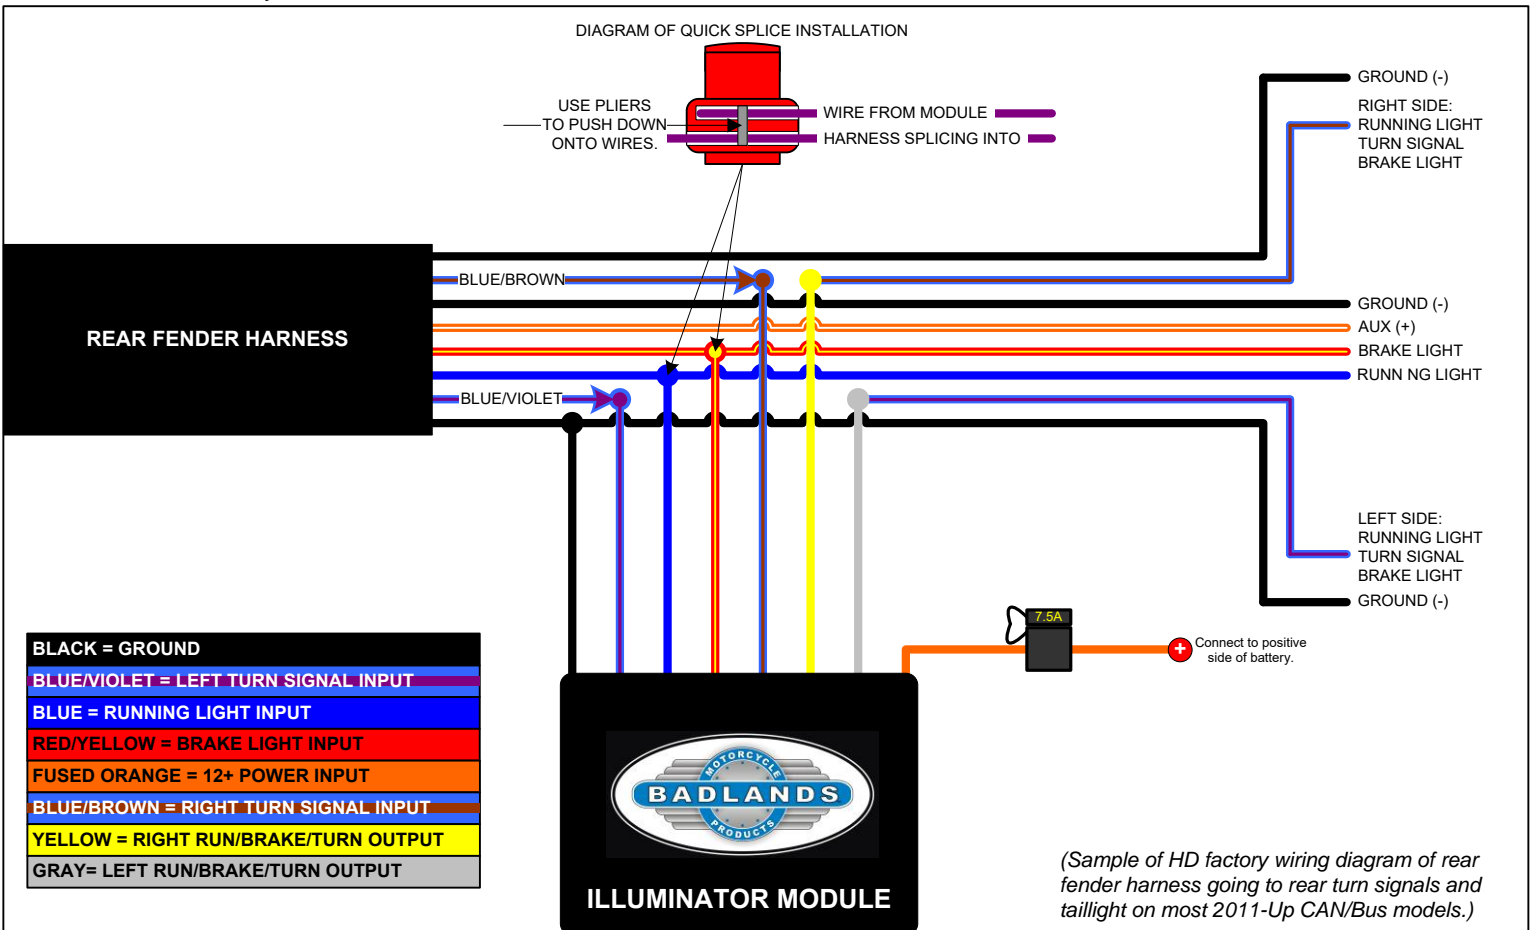 DIAGRAM OF QUICK SPLICE INSTALLATION
USE PLIERS
TO PUSH DOWN
ONTO WIRES.
WIRE FROM MODULE
HARNESS SPLICING INTO
GROUND (-)
RIGHT SIDE:
RUNNING LIGHT
TURN SIGNAL
BRAKE LIGHT
REAR FENDER HARNESS
BLUE/BROWN
BLUE/VIOLET
GROUND (-)
AUX (+)
BRAKE LIGHT
RUNN NG LIGHT
LEFT SIDE:
RUNNING LIGHT
TURN SIGNAL
BRAKE LIGHT
GROUND (-)
7.5A
+
Connect to positive
side of battery.
BLACK = GROUND
BLUE/VIOLET = LEFT TURN SIGNAL INPUT
BLUE = RUNNING LIGHT INPUT
RED/YELLOW = BRAKE LIGHT INPUT
FUSED ORANGE = 12+ POWER INPUT
BLUE/BROWN = RIGHT TURN SIGNAL INPUT
YELLOW = RIGHT RUN/BRAKE/TURN OUTPUT
GRAY= LEFT RUN/BRAKE/TURN OUTPUT
MOTORCYCLE
BADLANDS
PRODUCTS
ILLUMINATOR MODULE
(Sample of HD factory wiring diagram of rear
fender harness going to rear turn signals and
taillight on most 2011-Up CAN/Bus models.)